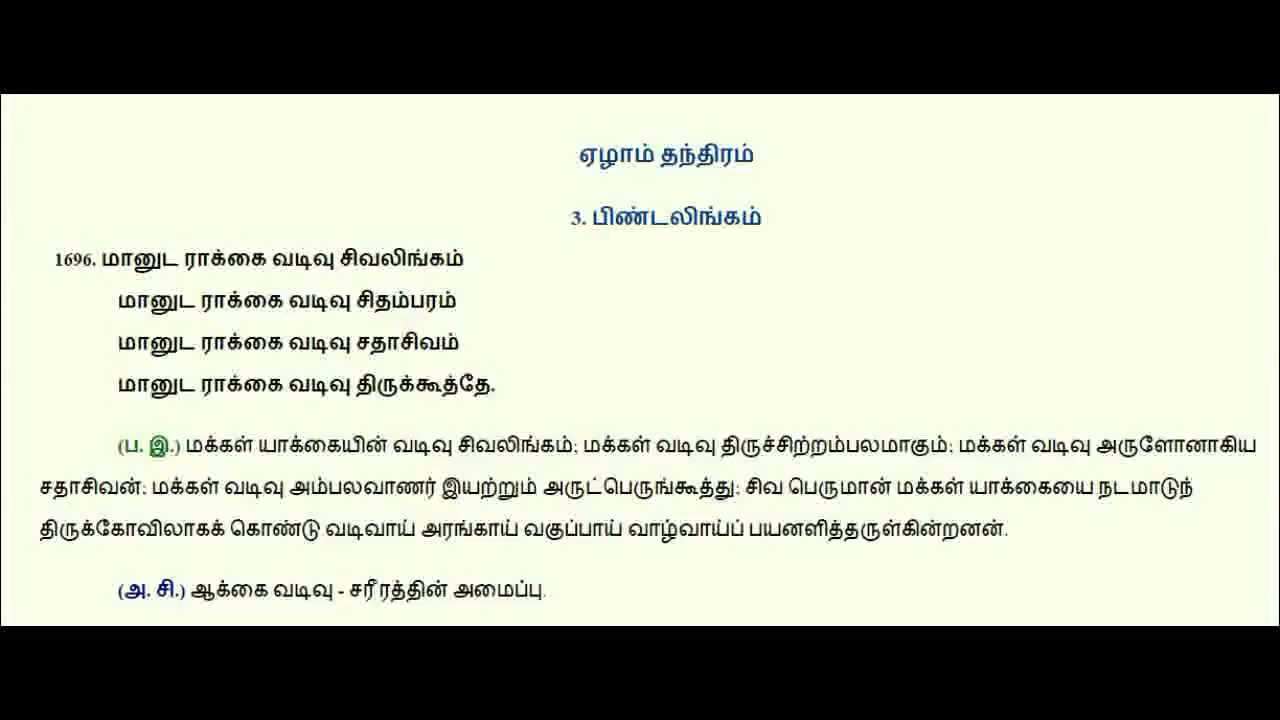 ஏழாம் தந்திரம்
3. பிண்டலிங்கம்
1696. மானுட ராக்கை வடிவு சிவலிங்கம்
மானுட ராக்கை வடிவு சிதம்பரம்
மானுட ராக்கை வடிவு சதாசிவம்
மானுட ராக்கை வடிவு திருக்கூத்தே.
(ப. இ.) மக்கள் யாக்கையின் வடிவு சிவலிங்கம்; மக்கள் வடிவு திருச்சிற்றம்பலமாகும்; மக்கள் வடிவு அருளோனாகிய
சதாசிவன்; மக்கள் வடிவு அம்பலவாணர் இயற்றும் அருட்பெருங்கூத்து; சிவ பெருமான் மக்கள் யாக்கையை நடமாடுந்
திருக்கோவிலாகக் கொண்டு வடிவாய் அரங்காய் வகுப்பாய் வாழ்வாய்ப் பயனளித்தருள்கின்றனன்.
(அ. சி.) ஆக்கை வடிவு - சரீரத்தின் அமைப்பு.